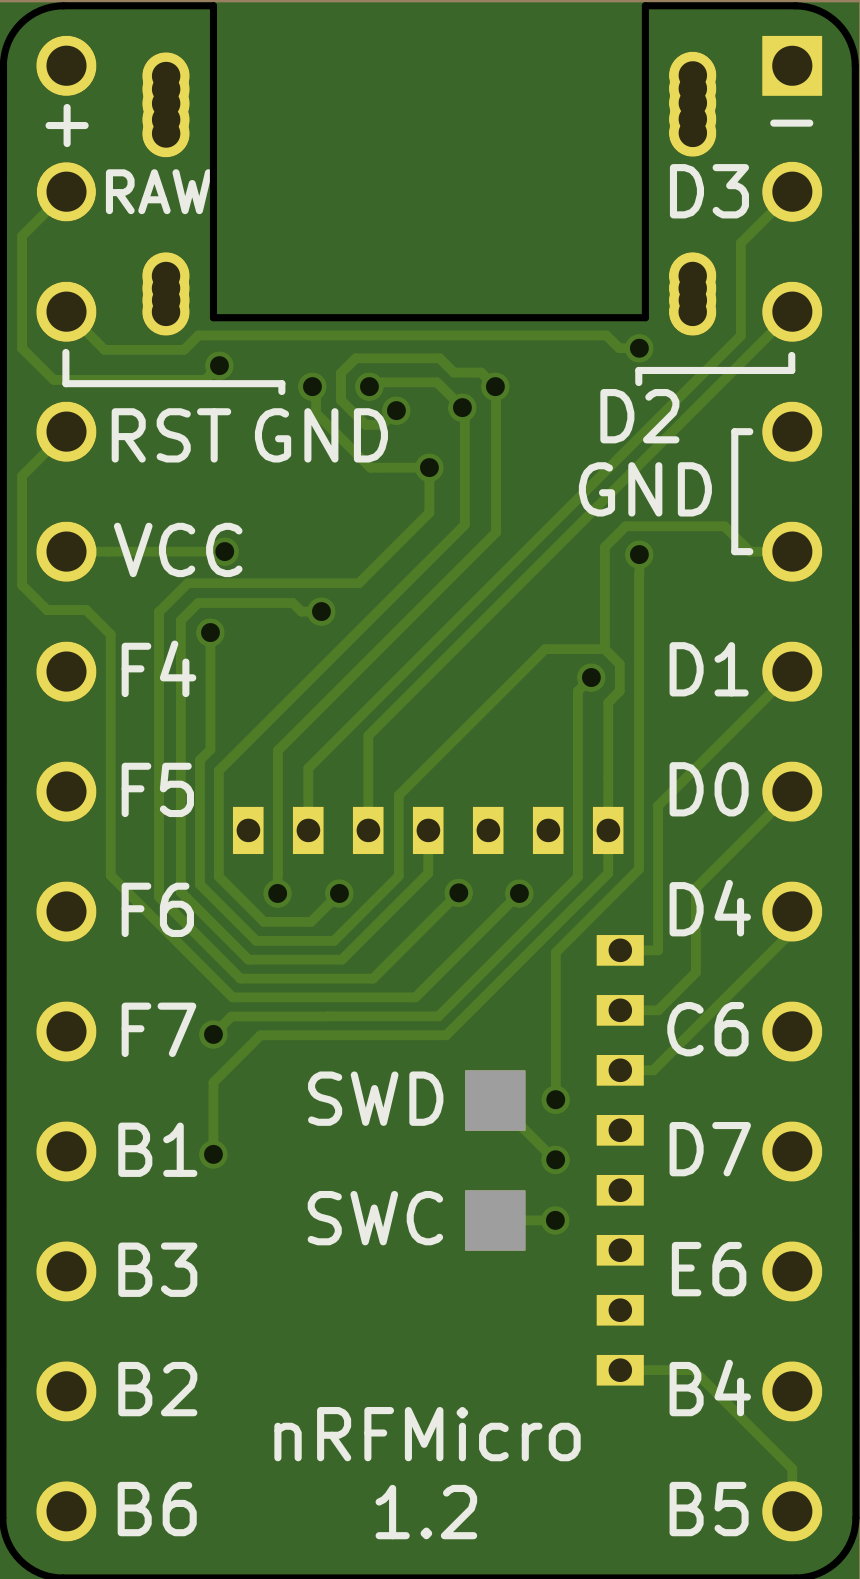 + −
RAW D3
D2
RST GND
GND
VCC
F4 D1
F5 D0
F6 D4
F7 C6
SWD
B1 D7
SWC
B3 E6
B2 B4
nRFMicro
B6 1.2 B5